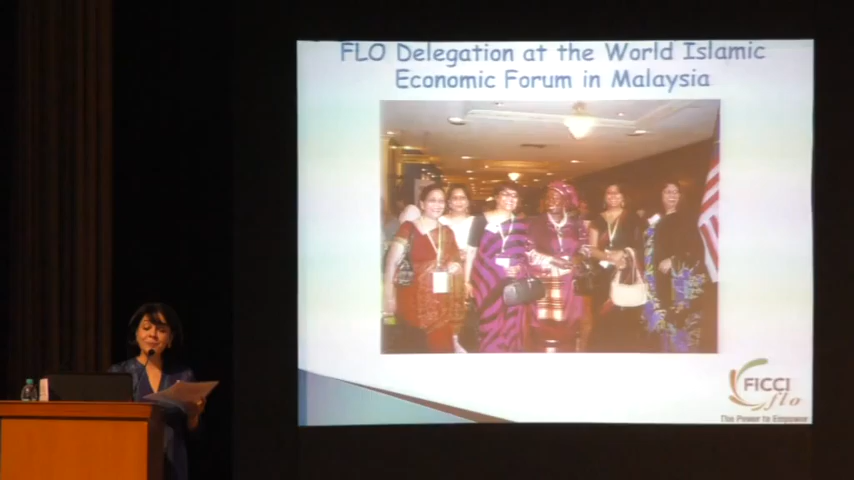 FLO Delegation at the World Islamic
Economic Forum in Malaysia
FICCI
flo
The Power to Empower